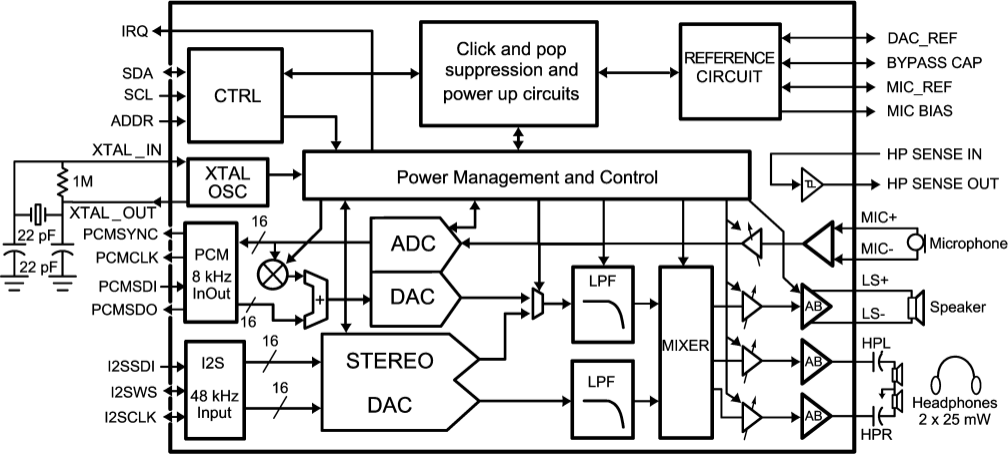 IRQ
SDA
SCL
ADDR
CTRL
Click and pop
suppression and
power up circuits
REFERENCE
CIRCUIT
DAC_REF
BYPASS CAP
MIC_REF
MIC BIAS
XTAL_IN
1M
XTAL_OUT
XTAL
OSC
Power Management and Control
HP SENSE IN
HP SENSE OUT
22 pF
22 pF
PCMSYNC
PCMCLK
PCMSDI
PCMSDO
PCM
8 kHz
InOut
16
16
+
ADC
DAC
LPF
MIXER
MIC+
MIC-
Microphone
AB
LS+
LS-
Speaker
I2SSDI
I2SWS
I2SCLK
I2S
48 kHz
Input
16
16
STEREO
DAC
LPF
AB
AB
HPL
HPR
Headphones
2 x 25 mW